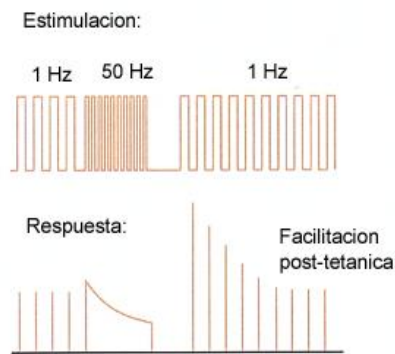 Estimulacion:
1 Hz 50 Hz 1 Hz
Respuesta:
Facilitacion
post-tetanica